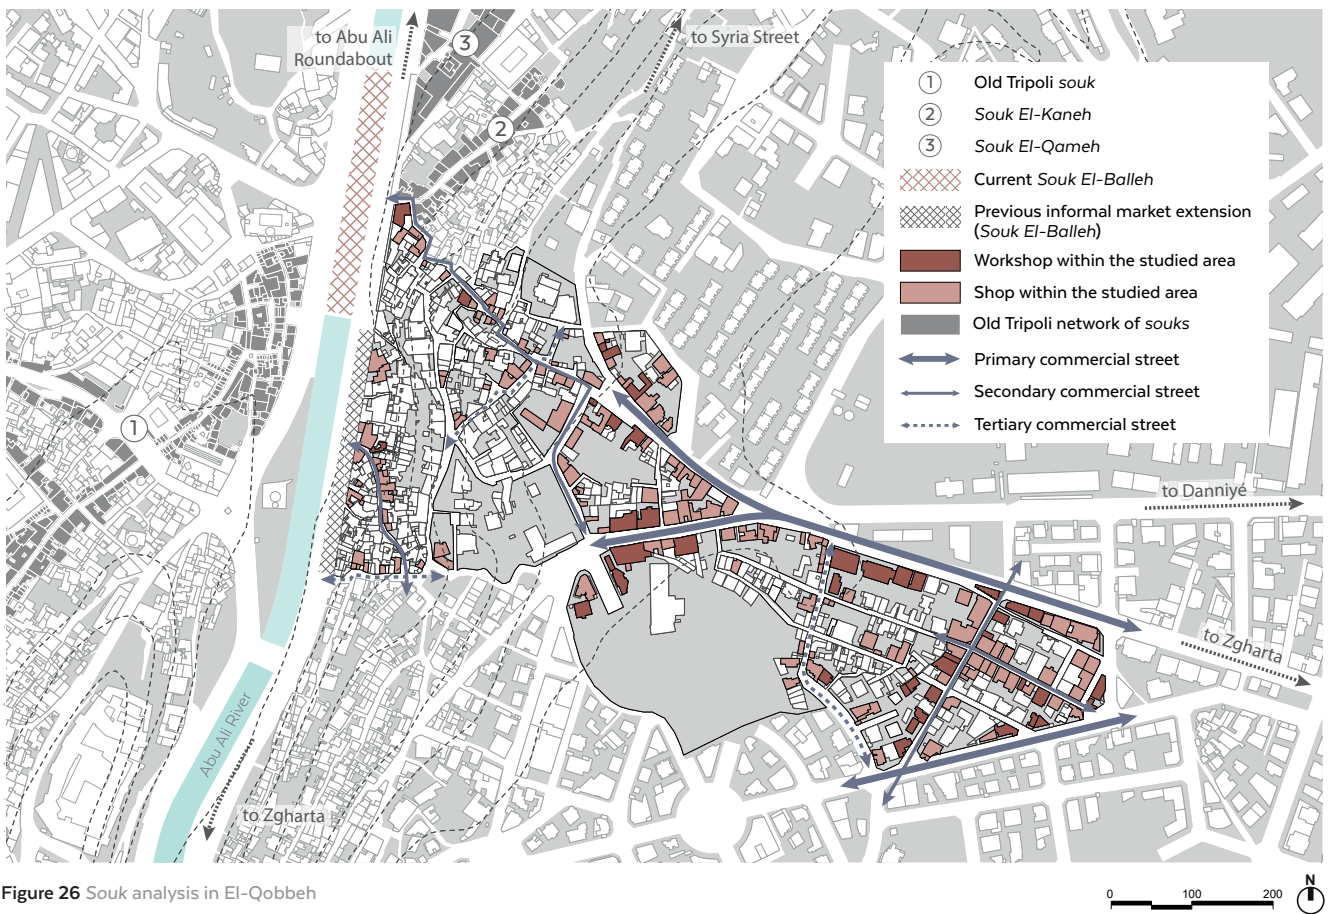 to Abu Ali
Roundabout
3
to Syria Street
2
1
1 Old Tripoli souk
2 Souk El-Kaneh
3 Souk El-Qameh
Current Souk El-Balleh
Previous informal market extension
(Souk El-Balleh)
Workshop within the studied area
Shop within the studied area
Old Tripoli network of souks
Primary commercial street
Secondary commercial street
Tertiary commercial street
to Danniyé
to Zgharta
Abu Ali River
to Zgharta
Figure 26 Souk analysis in El-Qobbeh
0 100 200
N